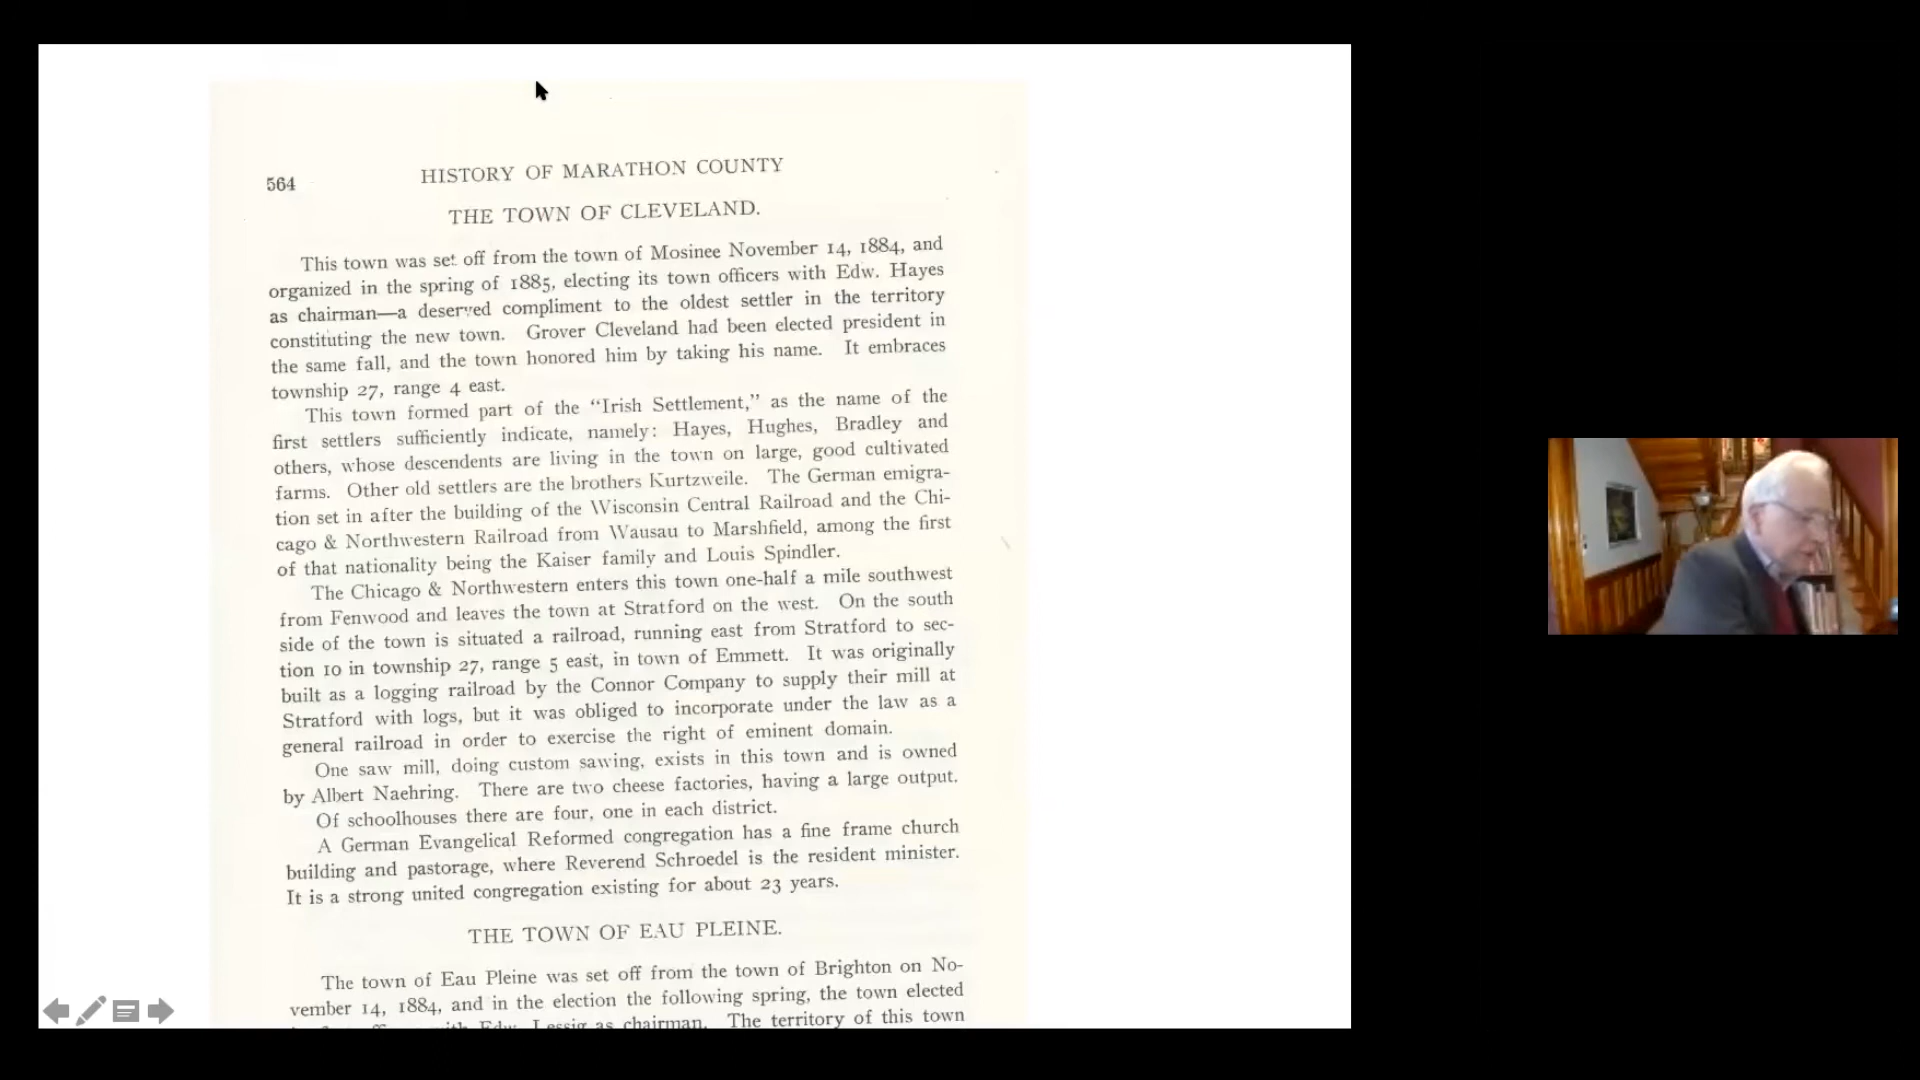 564
HISTORY OF MARATHON COUNTY
THE TOWN OF CLEVELAND.
This town was set off from the town of Mosinee November 14, 1884, and
organized in the spring of 1885, electing its town officers with Edw. Hayes
as chairman—a deserved compliment to the oldest settler in the territory
constituting the new town. Grover Cleveland had been elected president in
the same fall, and the town honored him by taking his name. It embraces
township 27, range 4 east.
This town formed part of the “Irish Settlement,” as the name of the
first settlers sufficiently indicate, namely: Hayes, Hughes, Bradley and
others, whose descendents are living in the town on large, good cultivated
farms. Other old settlers are the brothers Kurtzweile. The German emigra-
tion set in after the building of the Wisconsin Central Railroad and the Chi-
cago & Northwestern Railroad from Wausau to Marshfield, among the first
of that nationality being the Kaiser family and Louis Spindler.
The Chicago & Northwestern enters this town one-half a mile southwest
from Fenwood and leaves the town at Stratford on the west. On the south
side of the town is situated a railroad, running east from Stratford to sec-
tion 10 in township 27, range 5 east, in town of Emmett. It was originally
built as a logging railroad by the Connor Company to supply their mill at
Stratford with logs, but it was obliged to incorporate under the law as a
general railroad in order to exercise the right of eminent domain.
One saw mill, doing custom sawing, exists in this town and is owned
by Albert Naehring. There are two cheese factories, having a large output.
Of schoolhouses there are four, one in each district.
A German Evangelical Reformed congregation has a fine frame church
building and pastorage, where Reverend Schroedel is the resident minister.
It is a strong united congregation existing for about 23 years.
THE TOWN OF EAU PLEINE.
The town of Eau Pleine was set off from the town of Brighton on No-
vember 14, 1884, and in the election the following spring, the town elected
with Edw. Lessig as chairman. The territory of this town